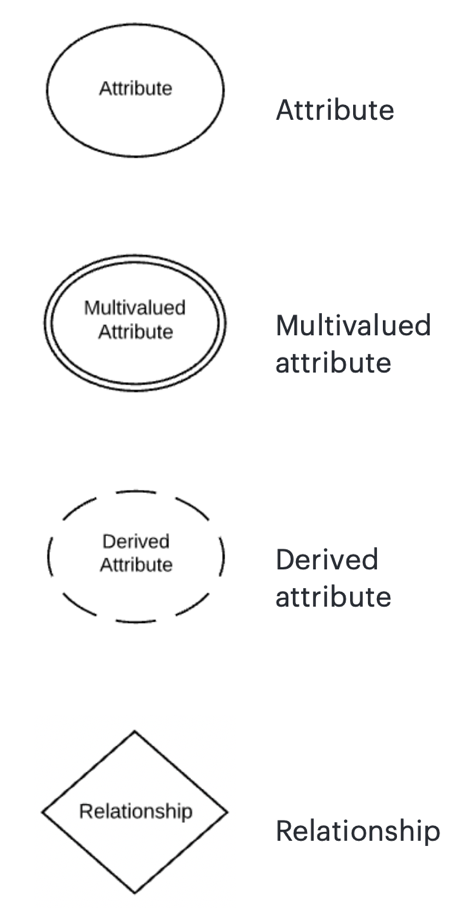 Attribute
Attribute
Multivalued
Attribute
Multivalued
attribute
Derived
Attribute
Derived
attribute
Relationship
Relationship